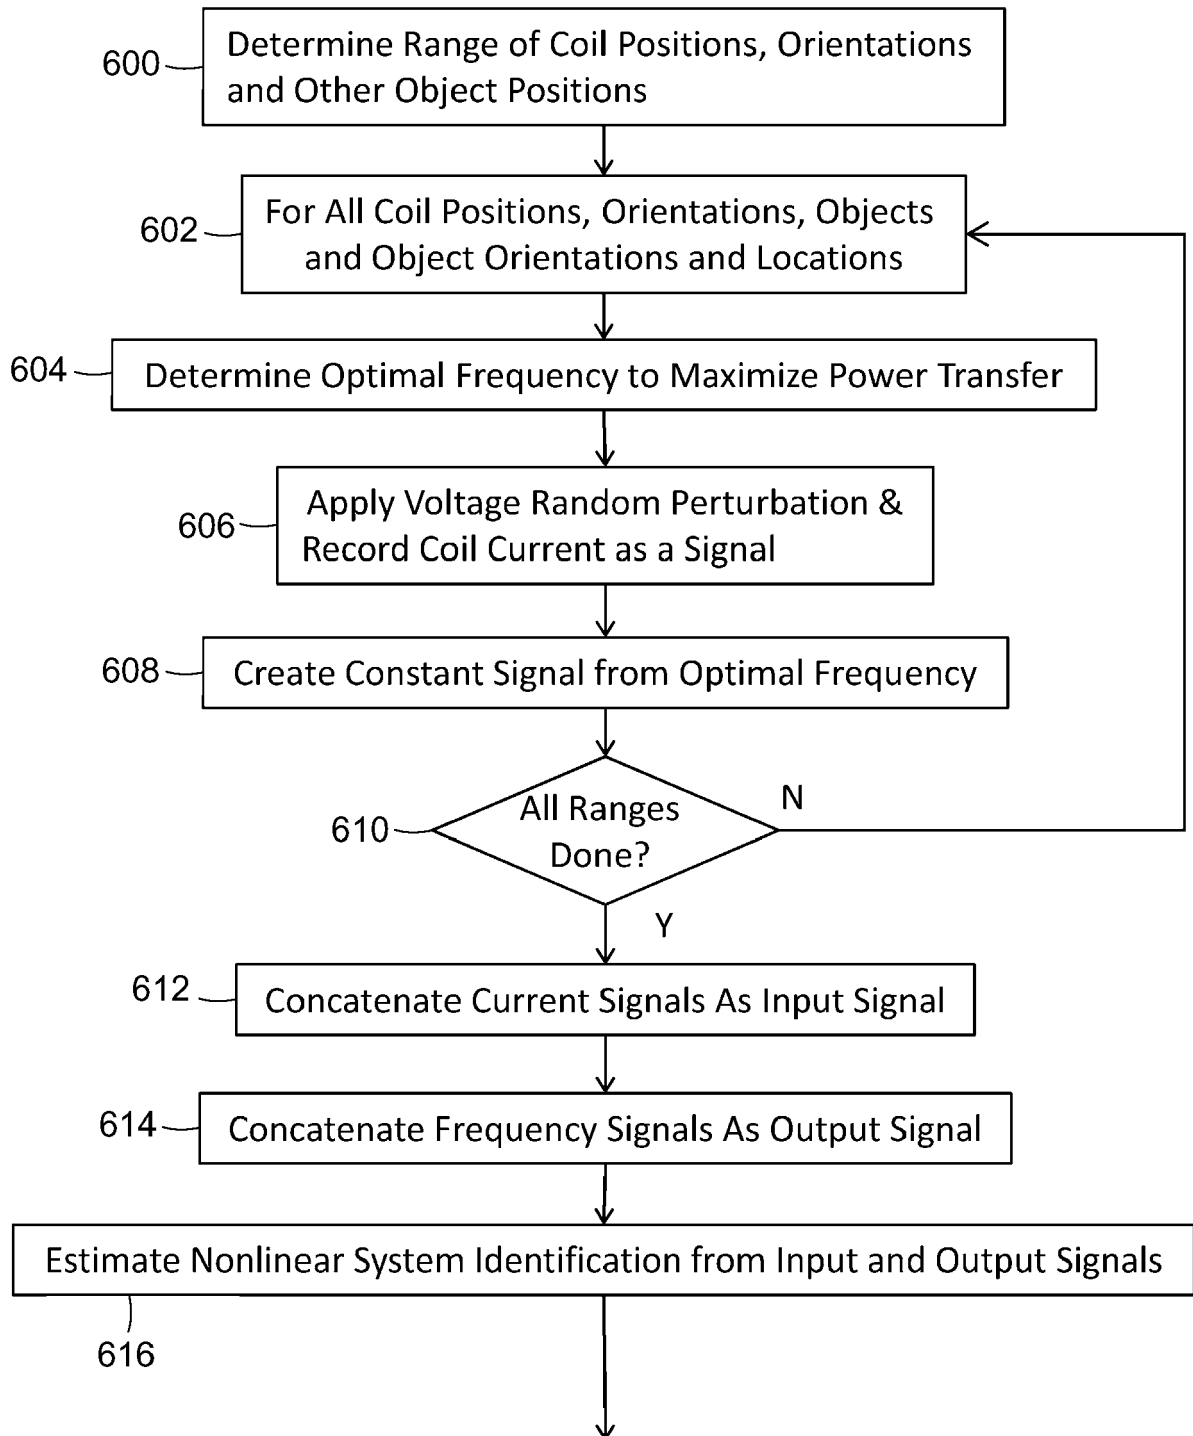 600
Determine Range of Coil Positions, Orientations
and Other Object Positions
602
For All Coil Positions, Orientations, Objects
and Object Orientations and Locations
604
Determine Optimal Frequency to Maximize Power Transfer
606
Apply Voltage Random Perturbation &
Record Coil Current as a Signal
608
Create Constant Signal from Optimal Frequency
610
All Ranges
Done?
N
Y
612
Concatenate Current Signals As Input Signal
614
Concatenate Frequency Signals As Output Signal
Estimate Nonlinear System Identification from Input and Output Signals
616